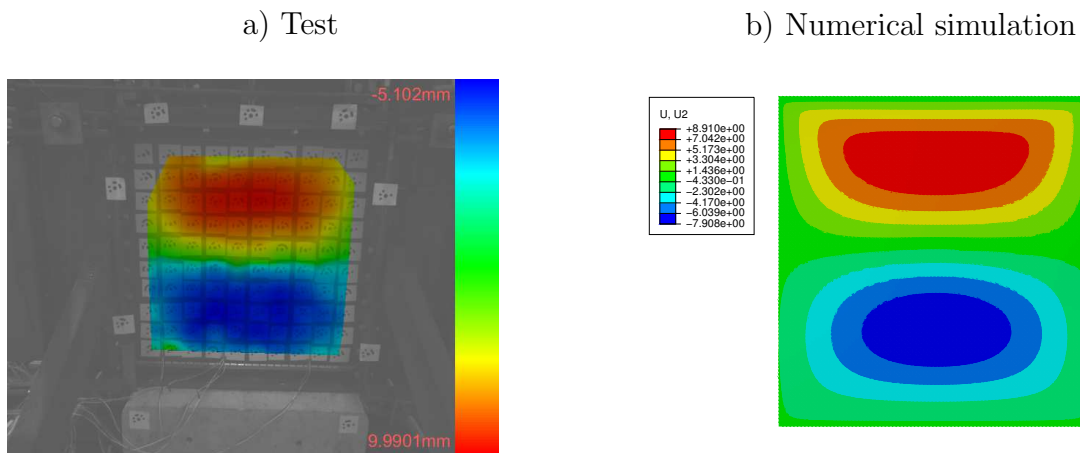 a) Test
b) Numerical simulation
-5.102mm
9.9901mm
U, U2
+8.910e+00
+7.042e+00
+5.173e+00
+3.304e+00
+1.436e+00
-4.330e-01
-2.302e+00
-4.170e+00
-6.039e+00
-7.908e+00